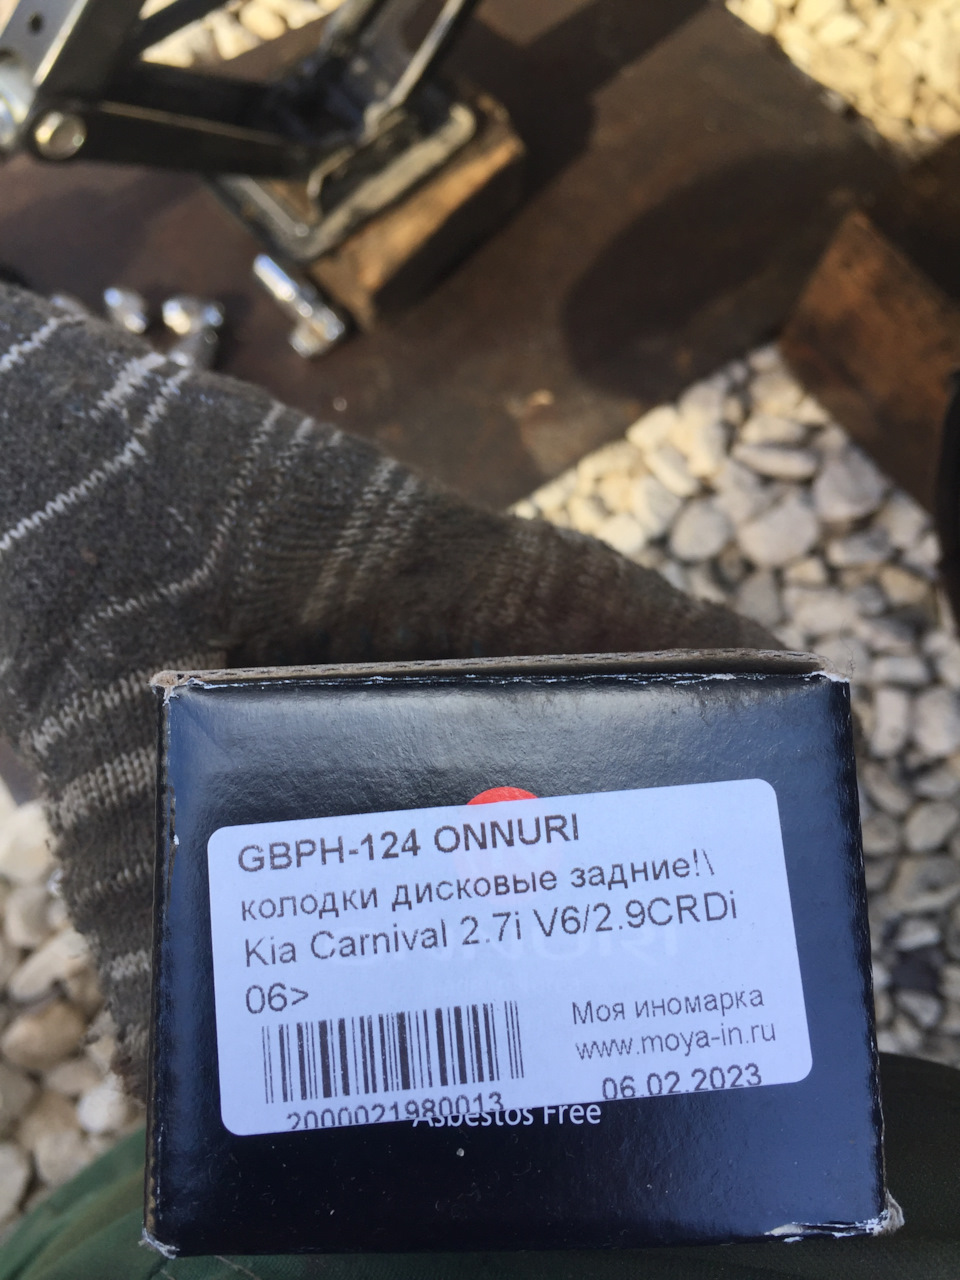 GBPH-124 ONNURI
колодки дисковые задние!\
Kia Carnival 2.7i V6/2.9CRDi
06>
Моя иномарка
www.moya-in.ru
06.02.2023
2000021980013
Asbestos Free